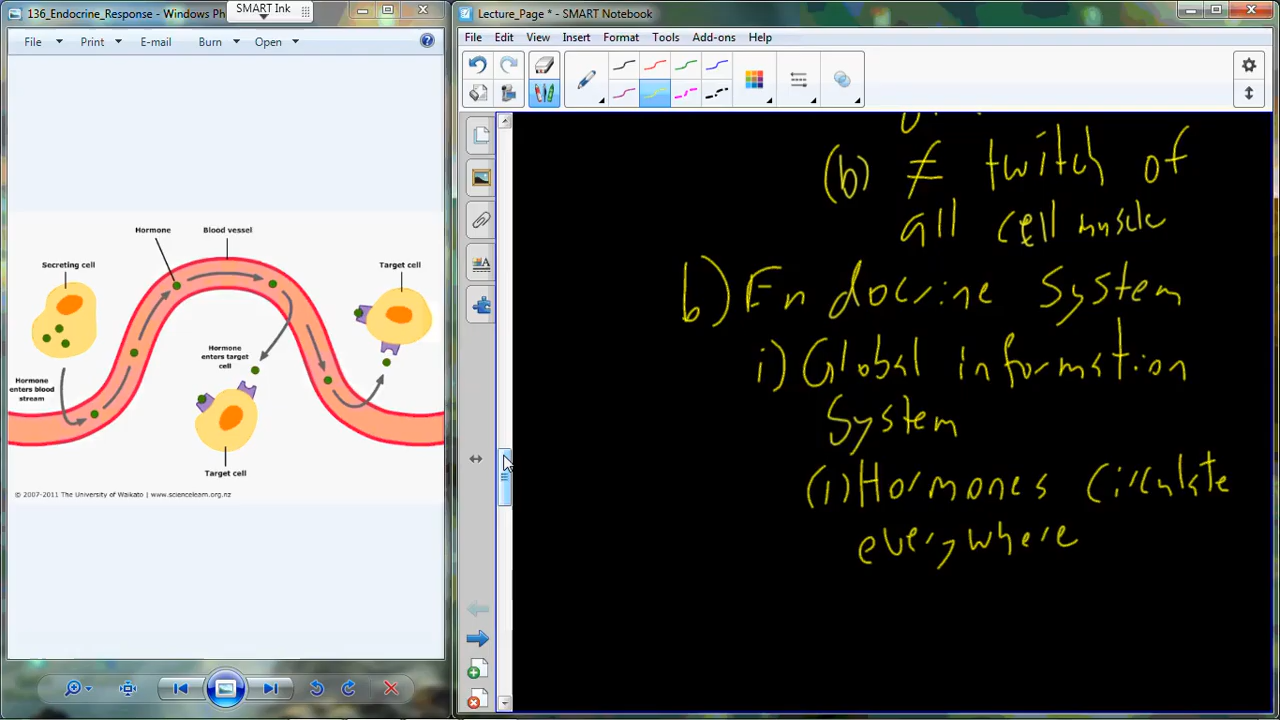 136_Endocrine_Response - Windows Ph
SMART Ink
File Print E-mail Burn Open
Hormone
Blood vessel
Secreting cell
Target cell
Hormone
enters target
cell
Hormone
enters blood
stream
Target cell
© 2007-2011 The University of Waikato | www.sciencelearn.org.nz
Lecture_Page * - SMART Notebook
File Edit View Insert Format Tools Add-ons Help
(b) ≠ twitch of
all cell muscle
b) Endocrine System
i) Global information
System
(1) Hormones Circulate
everywhere